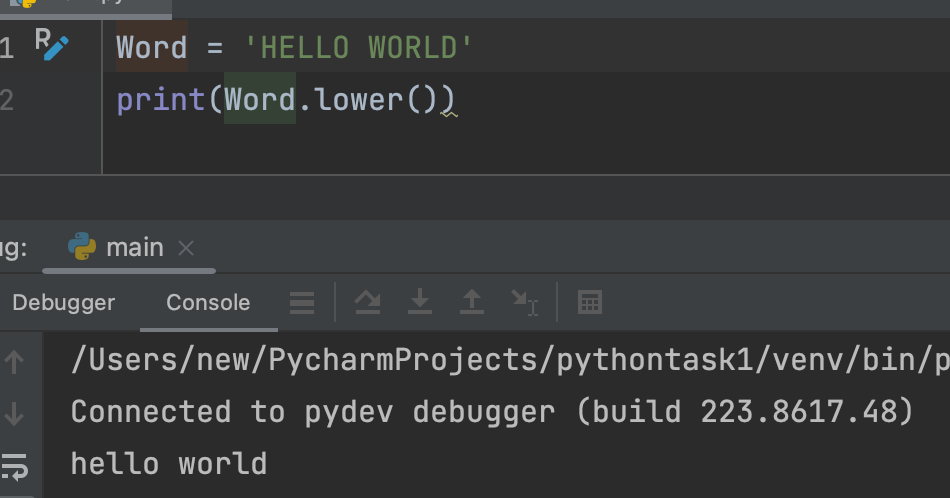 1 R Word = 'HELLO WORLD'
2 print(Word.lower())
ug: main
Debugger Console
/Users/new/PycharmProjects/pythontask1/venv/bin/p
Connected to pydev debugger (build 223.8617.48)
hello world